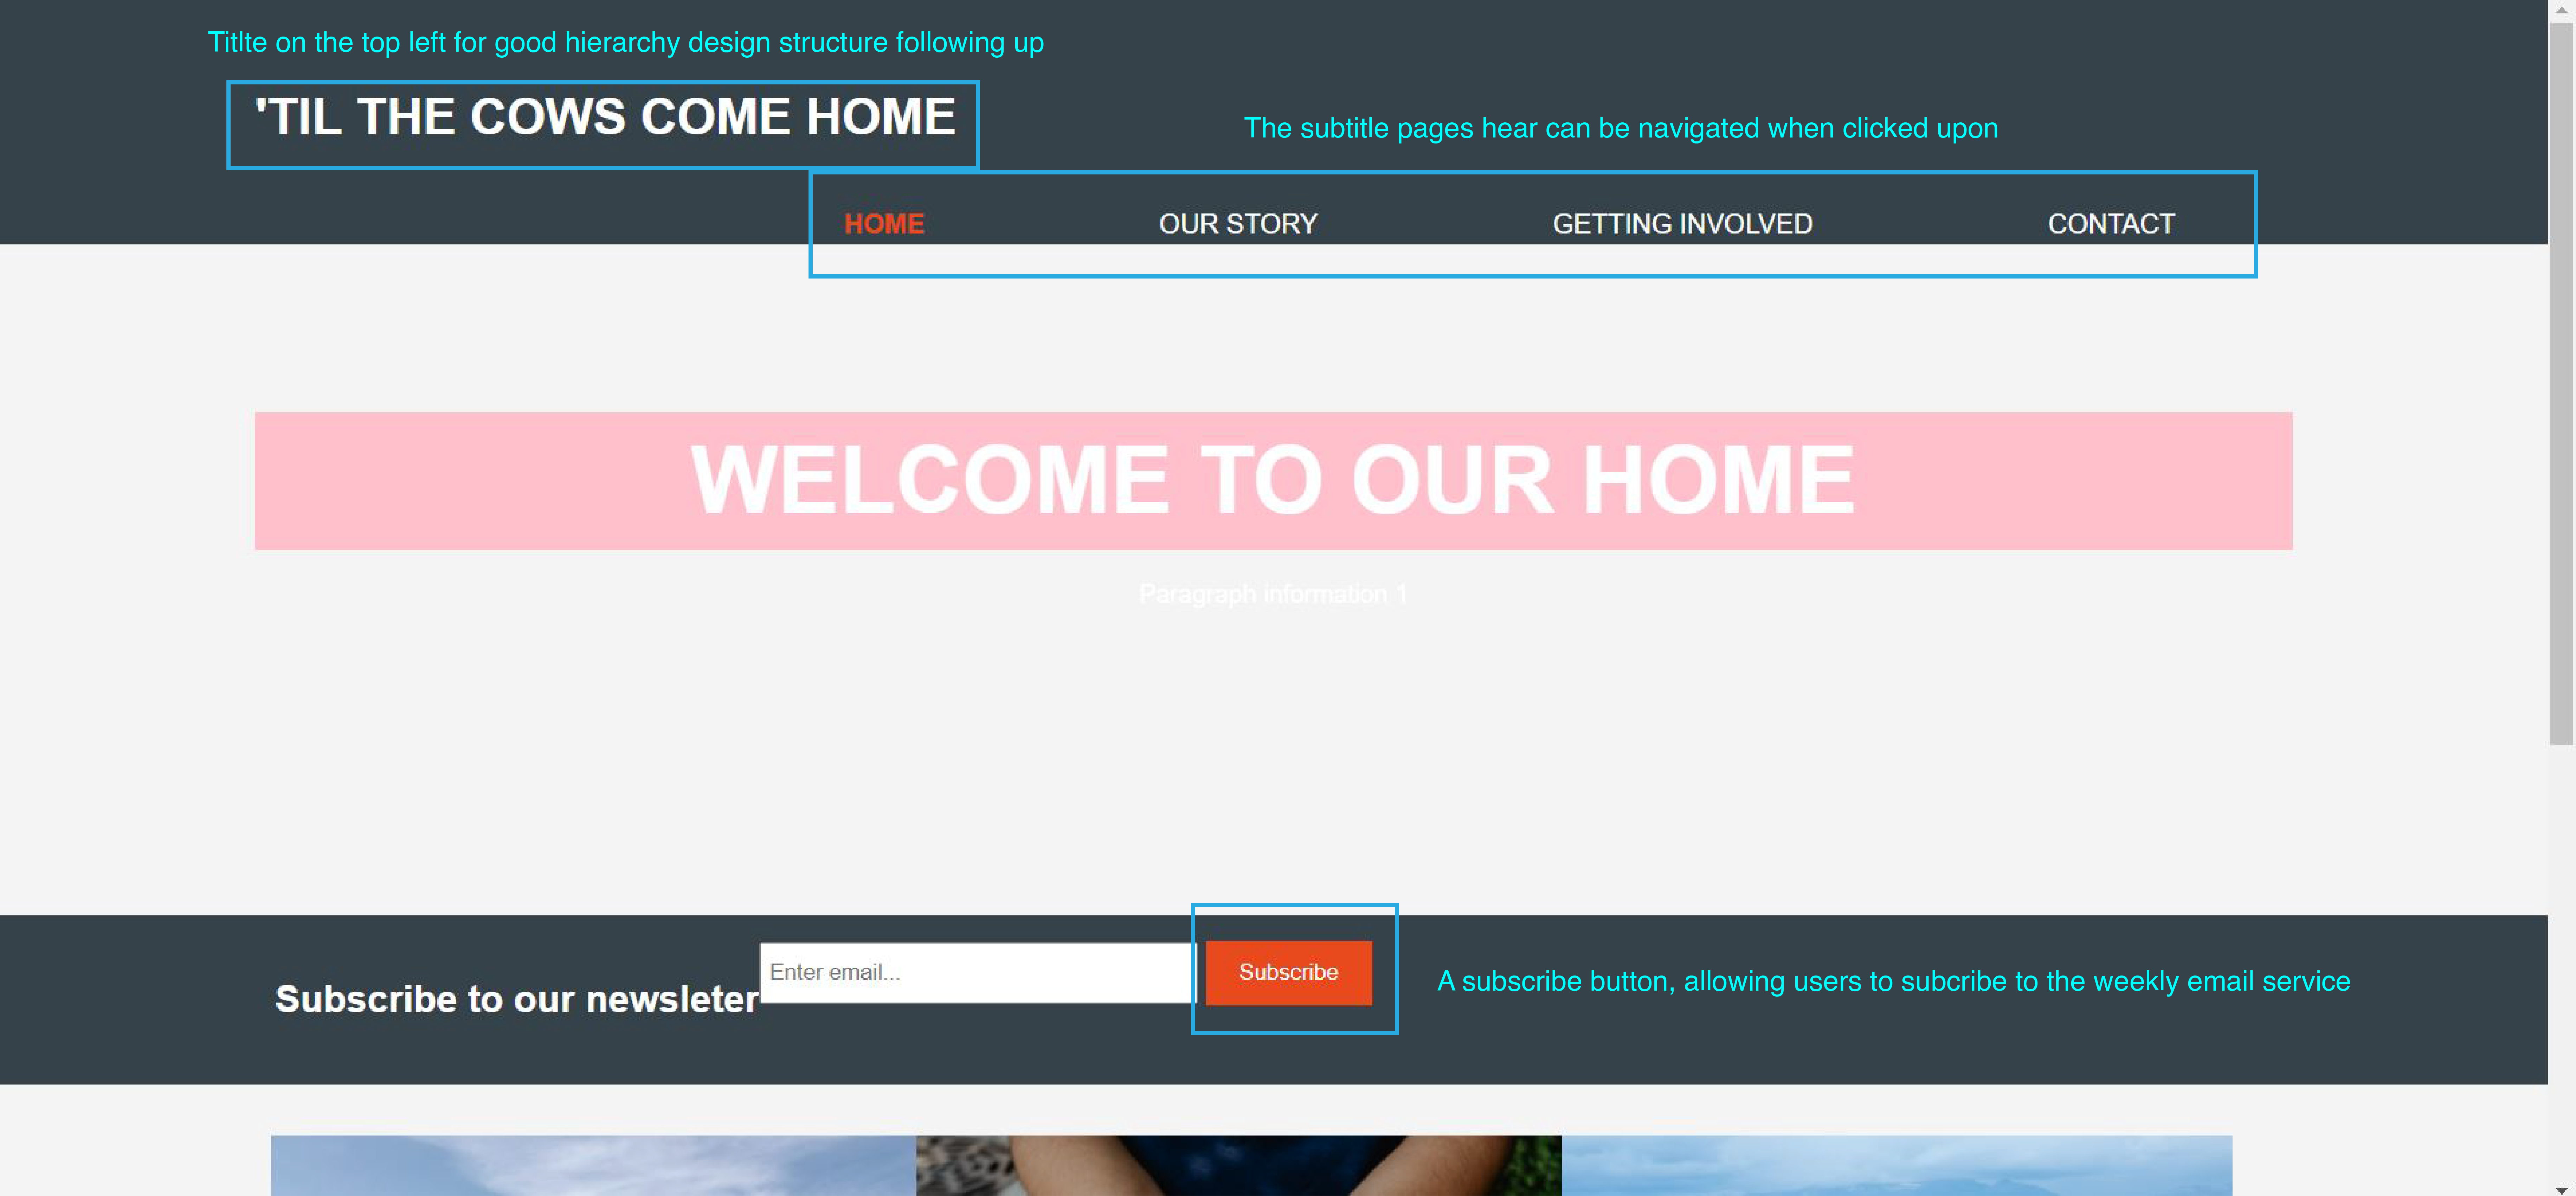 Titlte on the top left for good hierarchy design structure following up
'TIL THE COWS COME HOME
The subtitle pages hear can be navigated when clicked upon
HOME OUR STORY GETTING INVOLVED CONTACT
WELCOME TO OUR HOME
Paragraph information 1
Subscribe to our newsleter
Enter email...
Subscribe
A subscribe button, allowing users to subcribe to the weekly email service